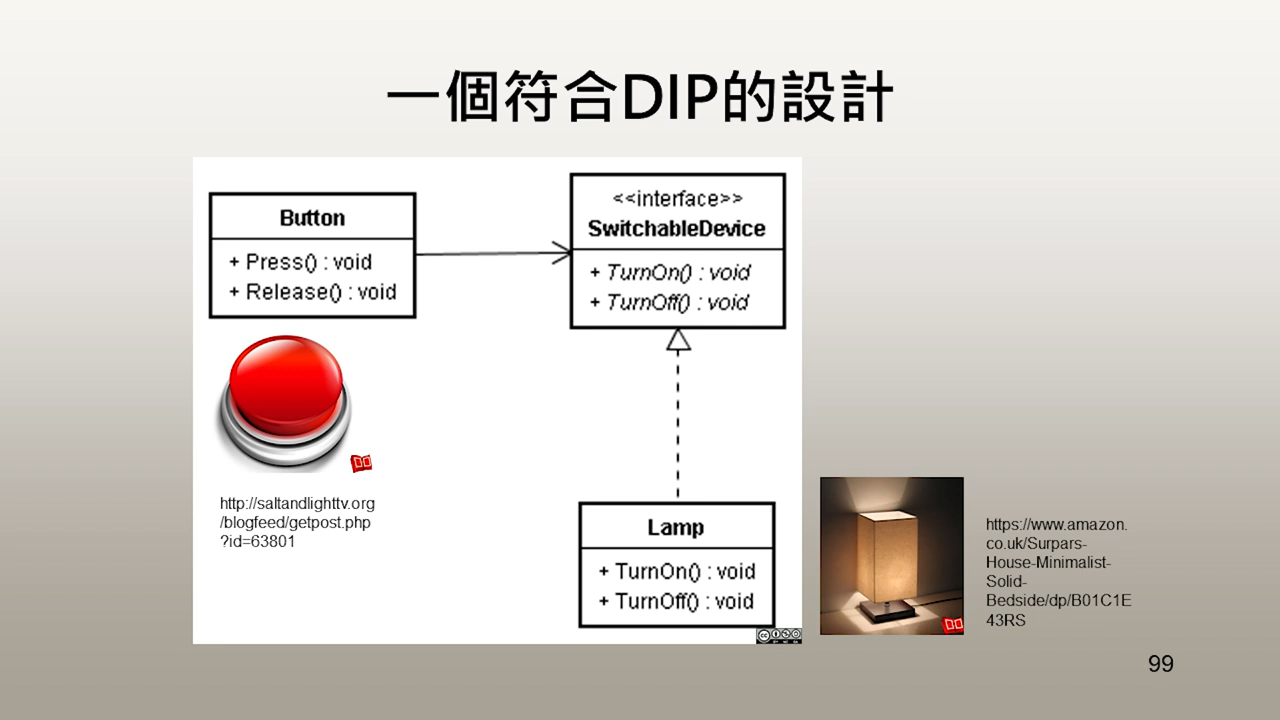 一個符合DIP的設計
Button
+ Press() : void
+ Release() : void
<<interface>>
SwitchableDevice
+ TurnOn() : void
+ TurnOff() : void
http://saltandlighttv.org
/blogfeed/getpost.php
?id=63801
Lamp
+ TurnOn() : void
+ TurnOff() : void
https://www.amazon.
co.uk/Surpars-
House-Minimalist-
Solid-
Bedside/dp/B01C1E
43RS
99